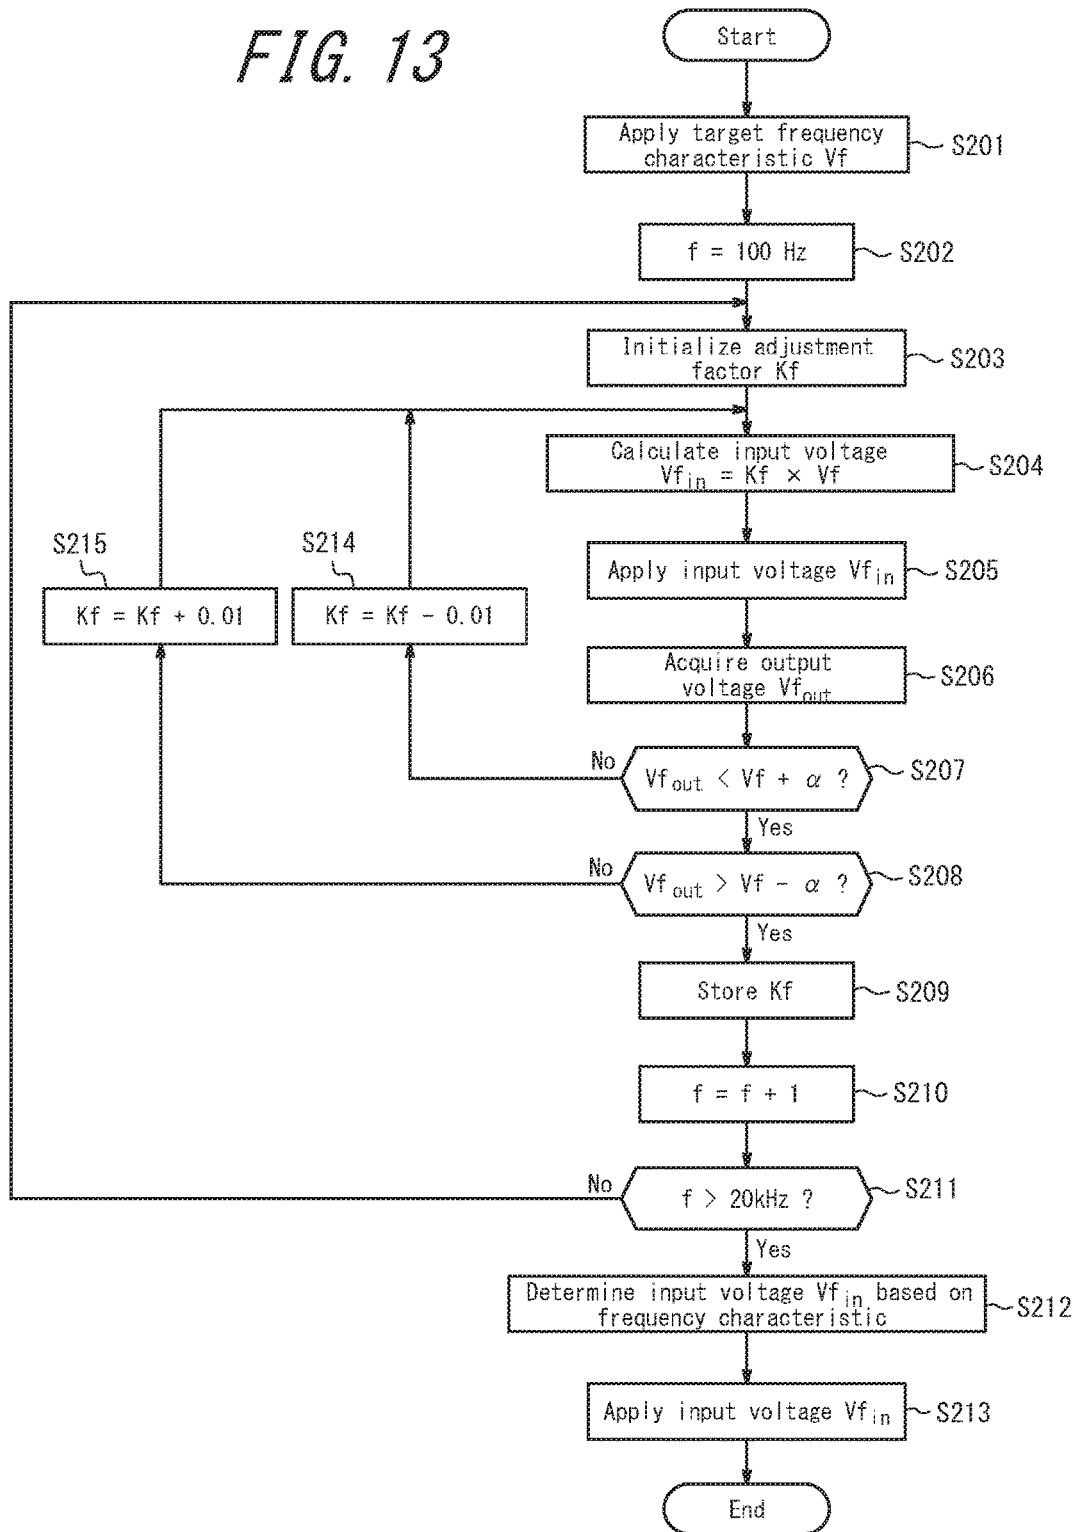 FIG. 13
Start
Apply target frequency
characteristic Vf
S201
f = 100 Hz
S202
Initialize adjustment
factor Kf
S203
Calculate input voltage
Vfin = Kf × Vf
S204
S215
S214
Apply input voltage Vfin
S205
Kf = Kf + 0.01
Kf = Kf - 0.01
Acquire output
voltage Vfout
S206
No
Vfout < Vf + α ?
S207
Yes
No
Vfout > Vf - α ?
S208
Yes
Store Kf
S209
f = f + 1
S210
No
f > 20kHz ?
S211
Yes
Determine input voltage Vfin based on
frequency characteristic
S212
Apply input voltage Vfin
S213
End